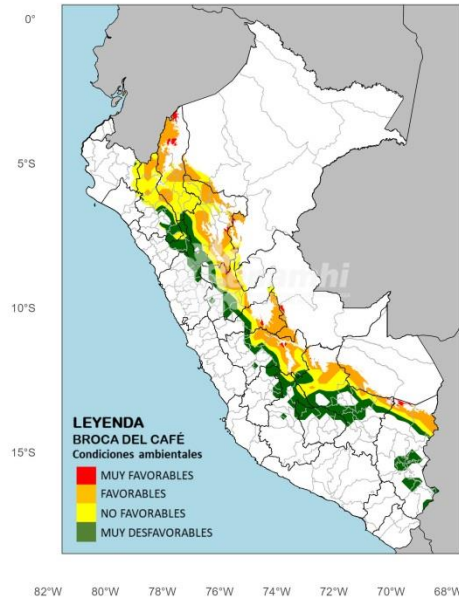 0°
5°S
10°S
15°S
LEYENDA
BROCA DEL CAFÉ
Condiciones ambientales
MUY FAVORABLES
FAVORABLES
NO FAVORABLES
MUY DESFAVORABLES
82°W 80°W 78°W 76°W 74°W 72°W 70°W 68°W